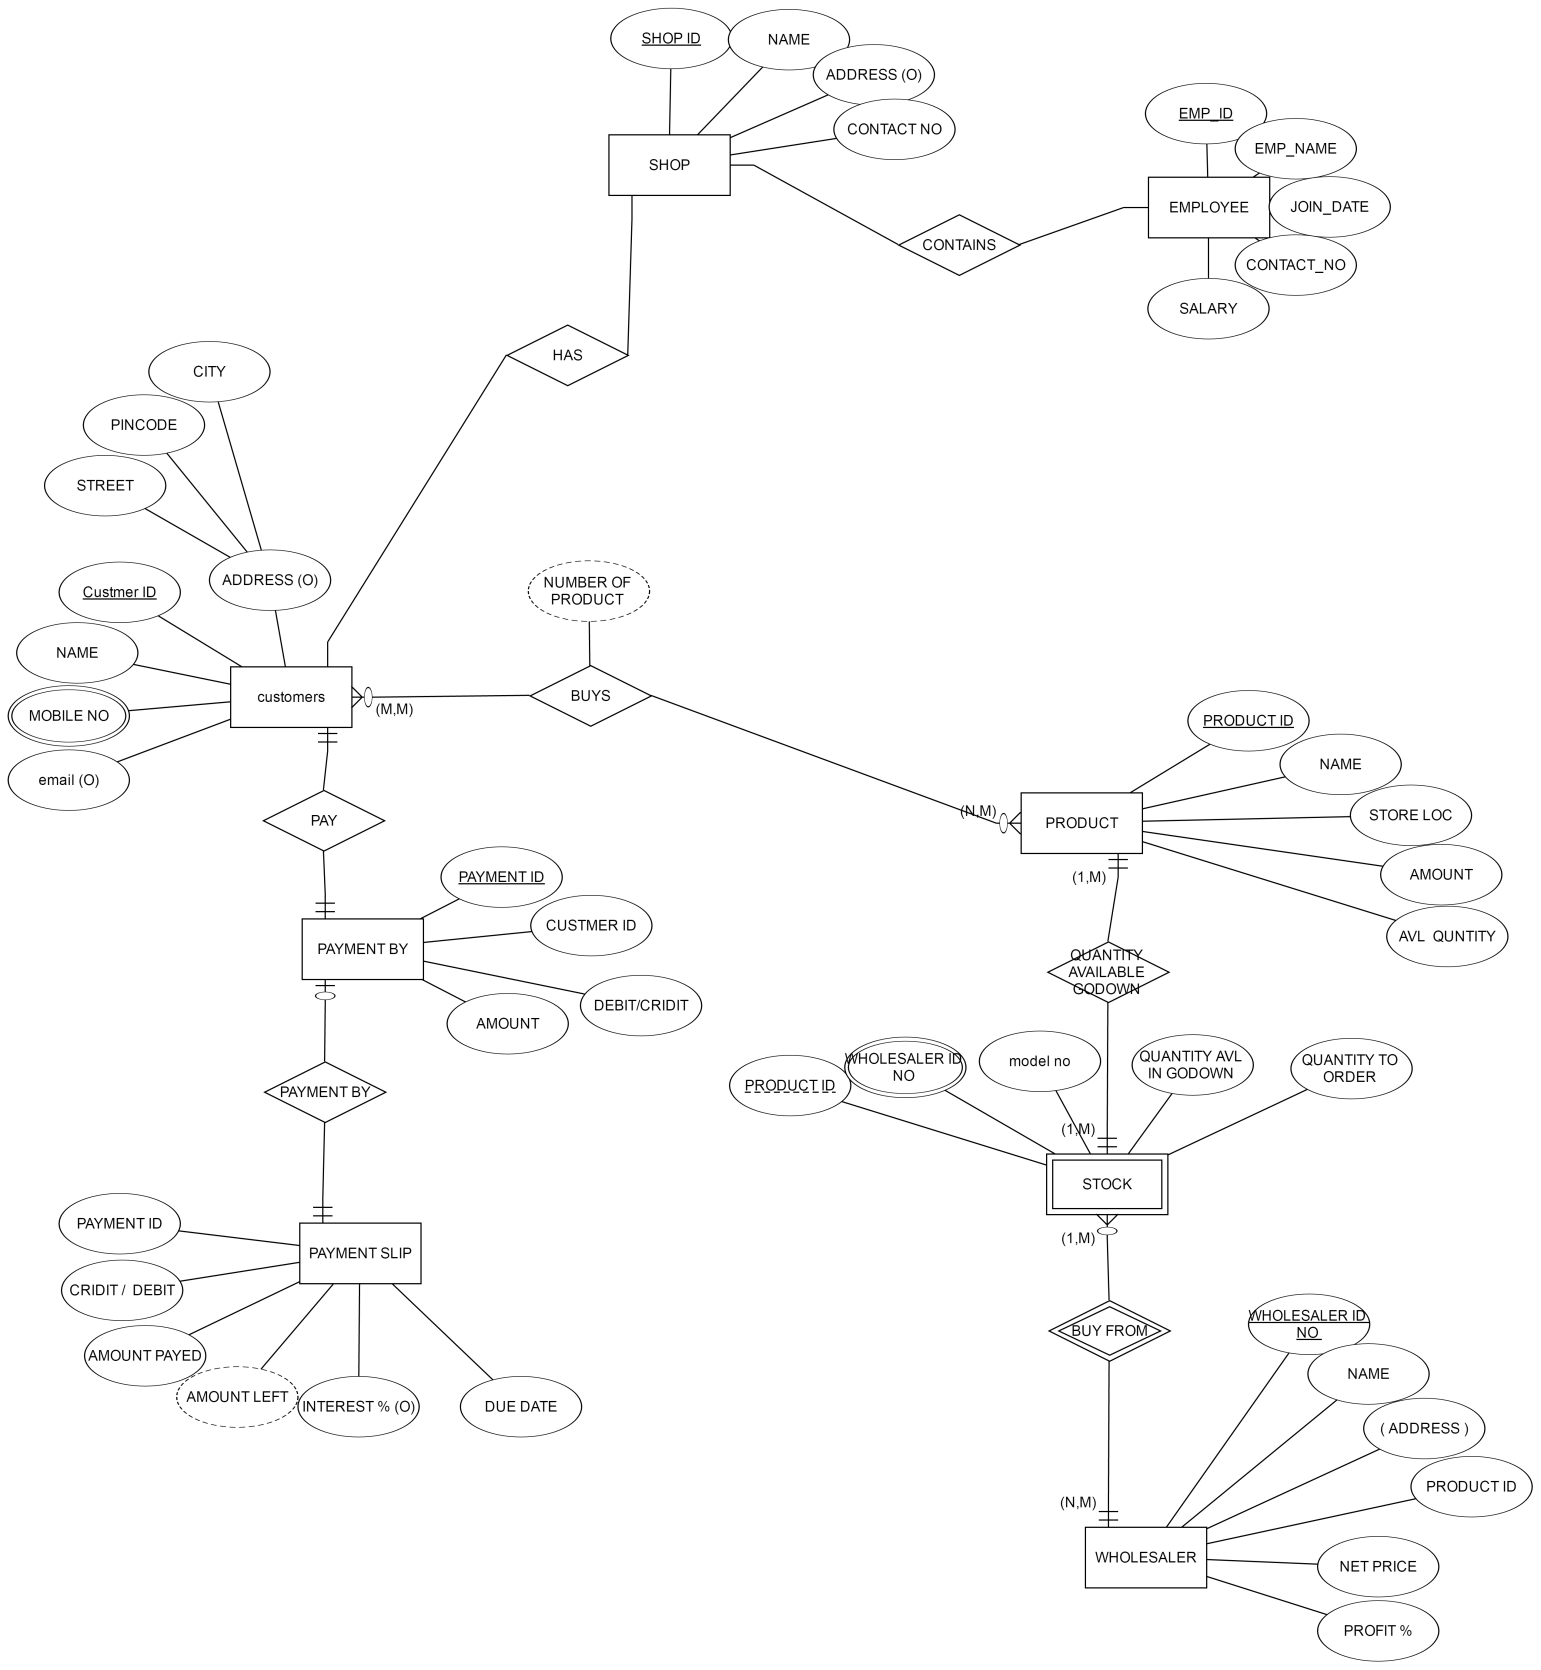 SHOP ID
NAME
ADDRESS (O)
CONTACT NO
SHOP
EMP_ID
EMP_NAME
JOIN_DATE
CONTACT_NO
SALARY
EMPLOYEE
CONTAINS
HAS
CITY
PINCODE
STREET
ADDRESS (O)
Custmer ID
NAME
MOBILE NO
email (O)
customers
(M,M)
NUMBER OF
PRODUCT
BUYS
(N,M)
PRODUCT
PRODUCT ID
NAME
STORE LOC
AMOUNT
AVL QUNTITY
PAY
PAYMENT BY
PAYMENT ID
CUSTMER ID
DEBIT/CRIDIT
AMOUNT
(1,M)
QUANTITY
AVAILABLE
GODOWN
PRODUCT ID
WHOLESALER ID
NO
model no
QUANTITY AVL
IN GODOWN
QUANTITY TO
ORDER
(1,M)
STOCK
(1,M)
PAYMENT BY
PAYMENT SLIP
PAYMENT ID
CRIDIT / DEBIT
AMOUNT PAYED
AMOUNT LEFT
INTEREST % (O)
DUE DATE
BUY FROM
WHOLESALER ID
NO
NAME
( ADDRESS )
PRODUCT ID
NET PRICE
PROFIT %
(N,M)
WHOLESALER